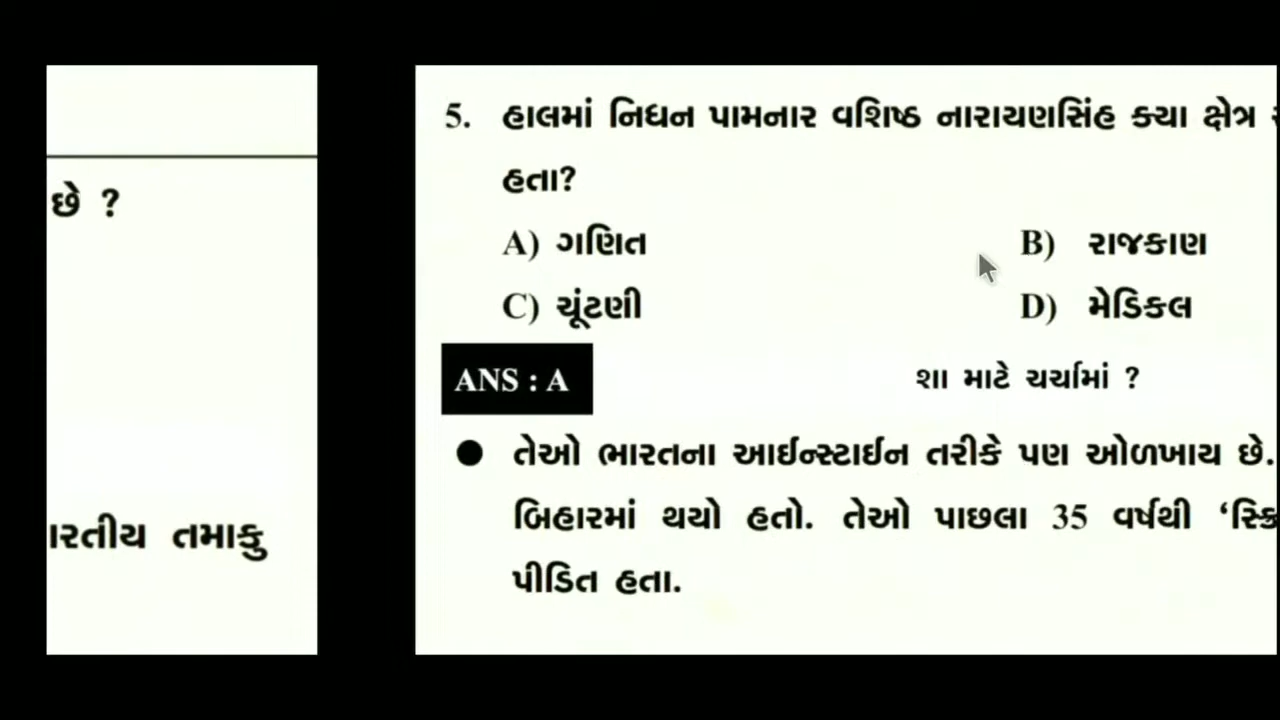 છે ?
ારતીય તમાકુ
5. હાલમાં નિધન પામનાર વશિષ્ઠ નારાયણસિંહ ક્યા ક્ષેત્ર
હતા?
A) ગણિત B) રાજકાણ
C) ચૂંટણી D) મેડિકલ
ANS : A શા માટે ચર્ચામાં ?
● તેઓ ભારતના આઈન્સ્ટાઈન તરીકે પણ ઓળખાય છે.
બિહારમાં થયો હતો. તેઓ પાછલા 35 વર્ષથી ‘સ્ક્રિ
પીડિત હતા.